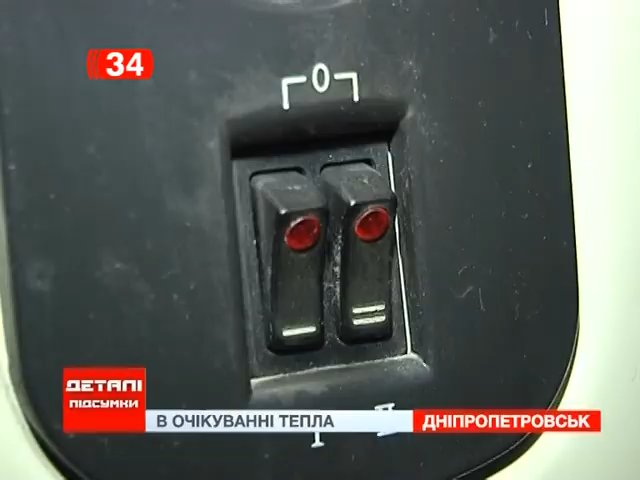 34
0
ДЕТАЛІ
ПІДСУМКИ
В ОЧІКУВАННІ ТЕПЛА
ДНІПРОПЕТРОВСЬК
I
II